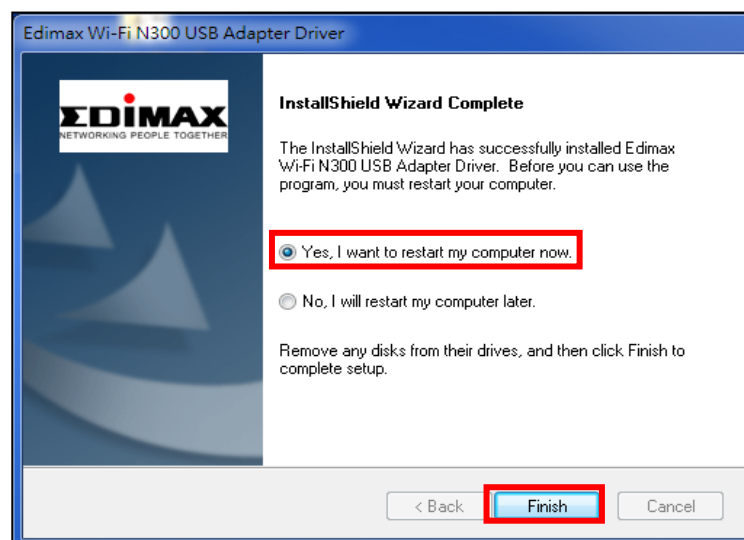 Edimax Wi-Fi N300 USB Adapter Driver
EDIMAX
NETWORKING PEOPLE TOGETHER
InstallShield Wizard Complete
The InstallShield Wizard has successfully installed Edimax
Wi-Fi N300 USB Adapter Driver. Before you can use the
program, you must restart your computer.
Yes, I want to restart my computer now.
No, I will restart my computer later.
Remove any disks from their drives, and then click Finish to
complete setup.
< Back
Finish
Cancel